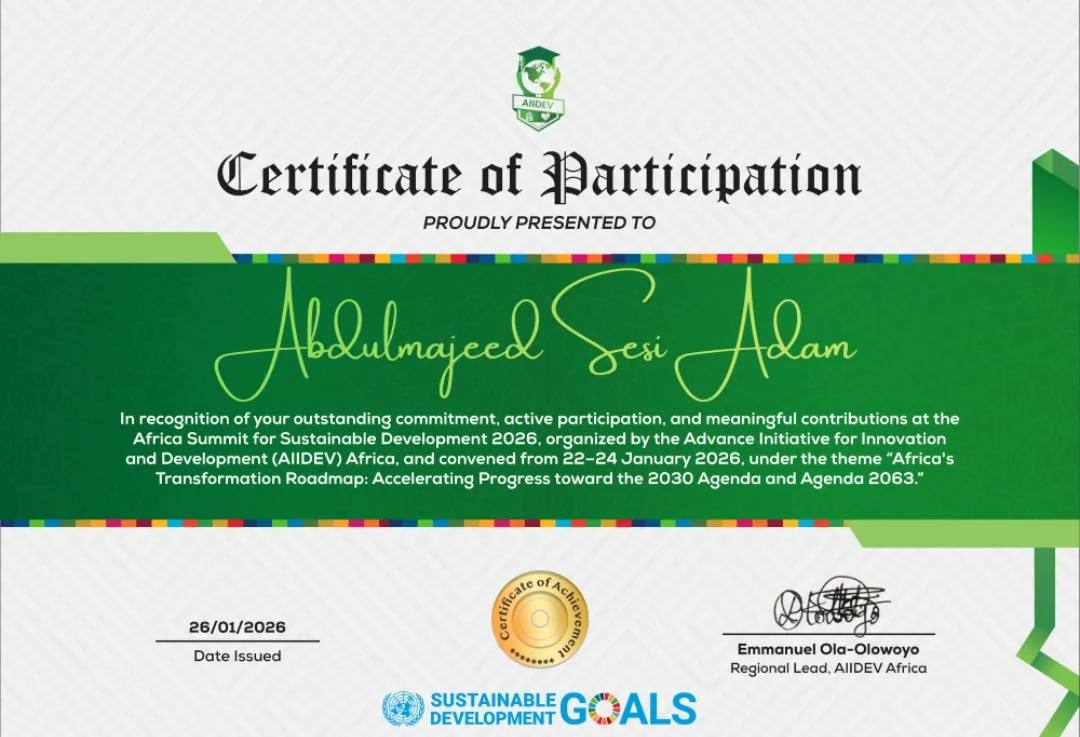 AIIDEV
Certificate of Participation
PROUDLY PRESENTED TO
Abdulmajeed Sesi Adam
In recognition of your outstanding commitment, active participation, and meaningful contributions at the
Africa Summit for Sustainable Development 2026, organized by the Advance Initiative for Innovation
and Development (AIIDEV) Africa, and convened from 22–24 January 2026, under the theme “Africa's
Transformation Roadmap: Accelerating Progress toward the 2030 Agenda and Agenda 2063.”
26/01/2026
Date Issued
Certificate of Achievement
********
Emmanuel Ola-Olowoyo
Regional Lead, AIIDEV Africa
SUSTAINABLE
DEVELOPMENT
GOALS